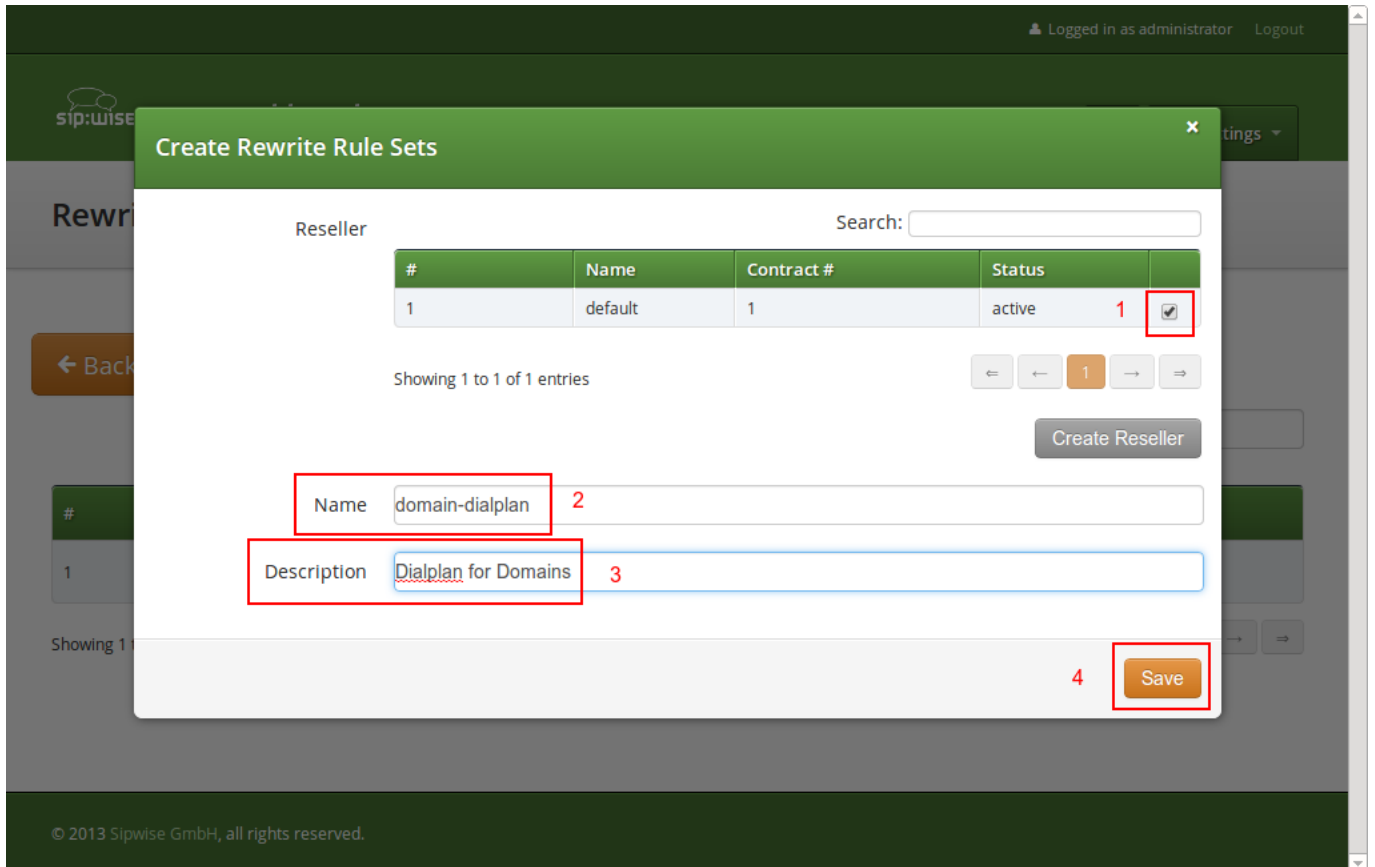 Logged in as administrator Logout
sip:wise
tings
Create Rewrite Rule Sets ×
Rewri
Reseller
Search:
# Name Contract # Status
1 default 1 active 1
← Back
Showing 1 to 1 of 1 entries ⇐ ← 1 → ⇒
Create Reseller
Name domain-dialplan 2
#
Description Dialplan for Domains 3
1
Showing 1 t → ⇒
4 Save
© 2013 Sipwise GmbH, all rights reserved.